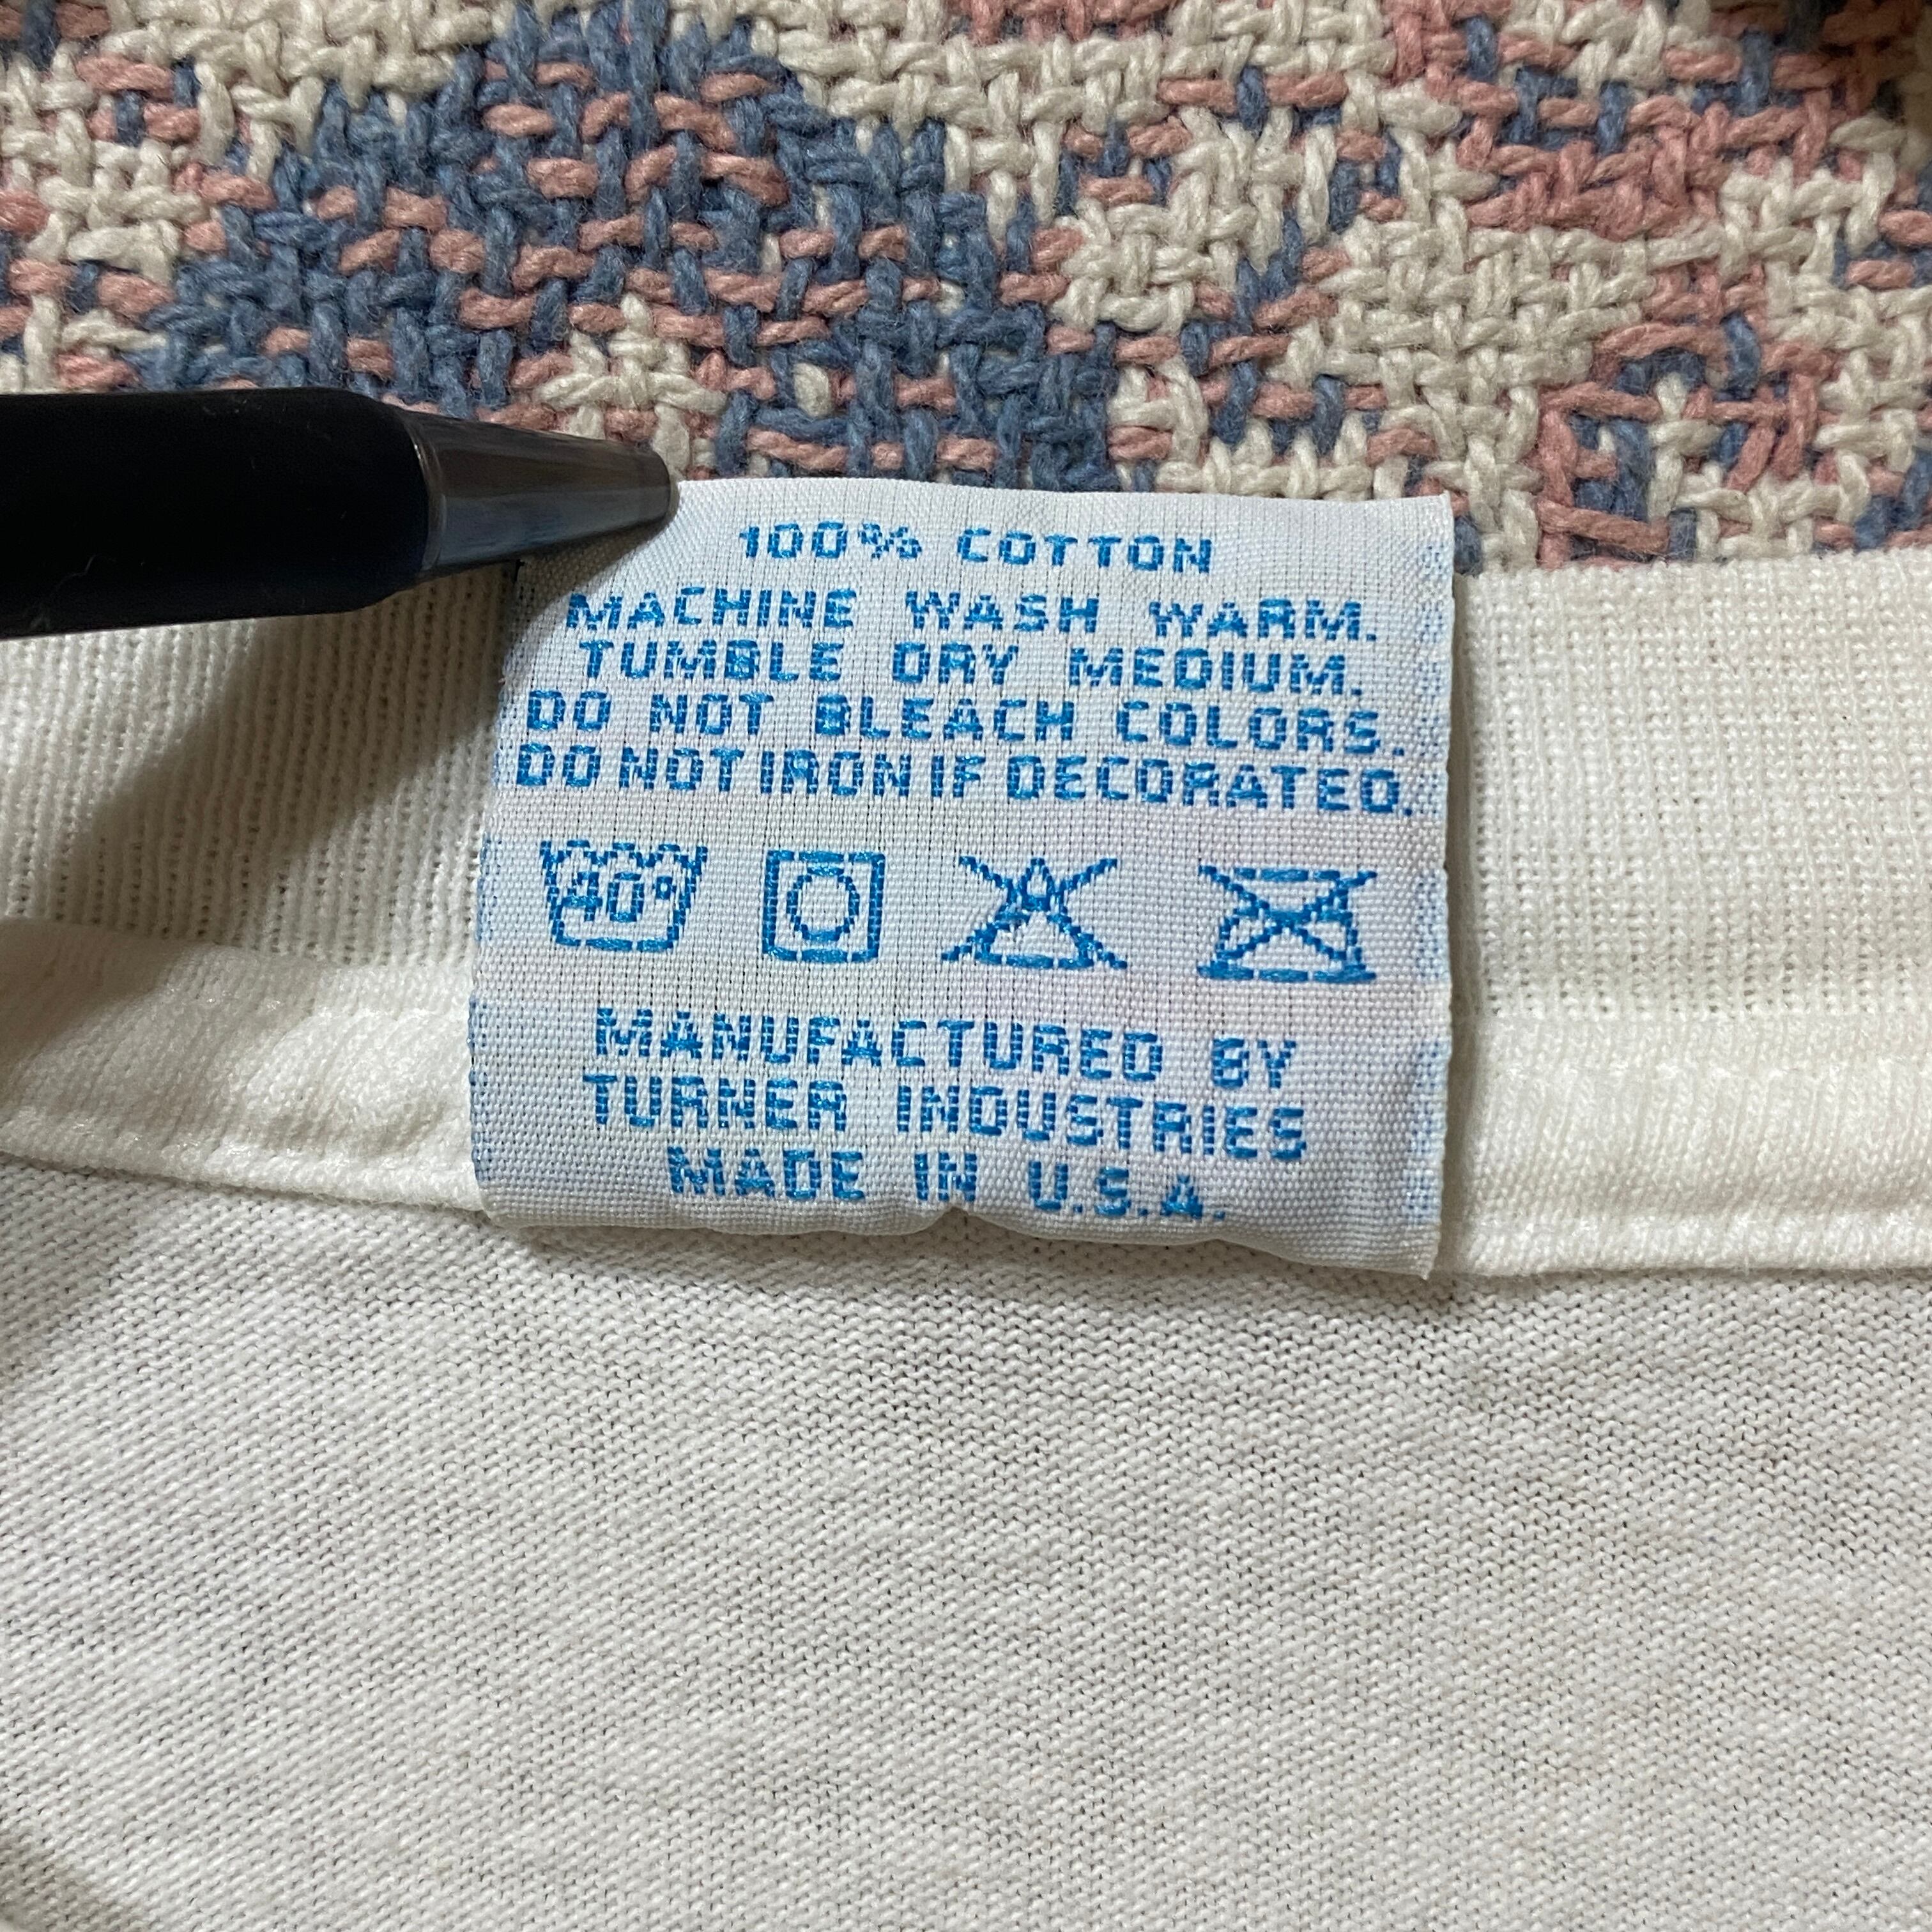 100% COTTON
MACHINE WASH WARM.
TUMBLE DRY MEDIUM.
DO NOT BLEACH COLORS.
DO NOT IRON IF DECORATED.
40°
MANUFACTURED BY
TURNER INDUSTRIES
MADE IN U.S.A.